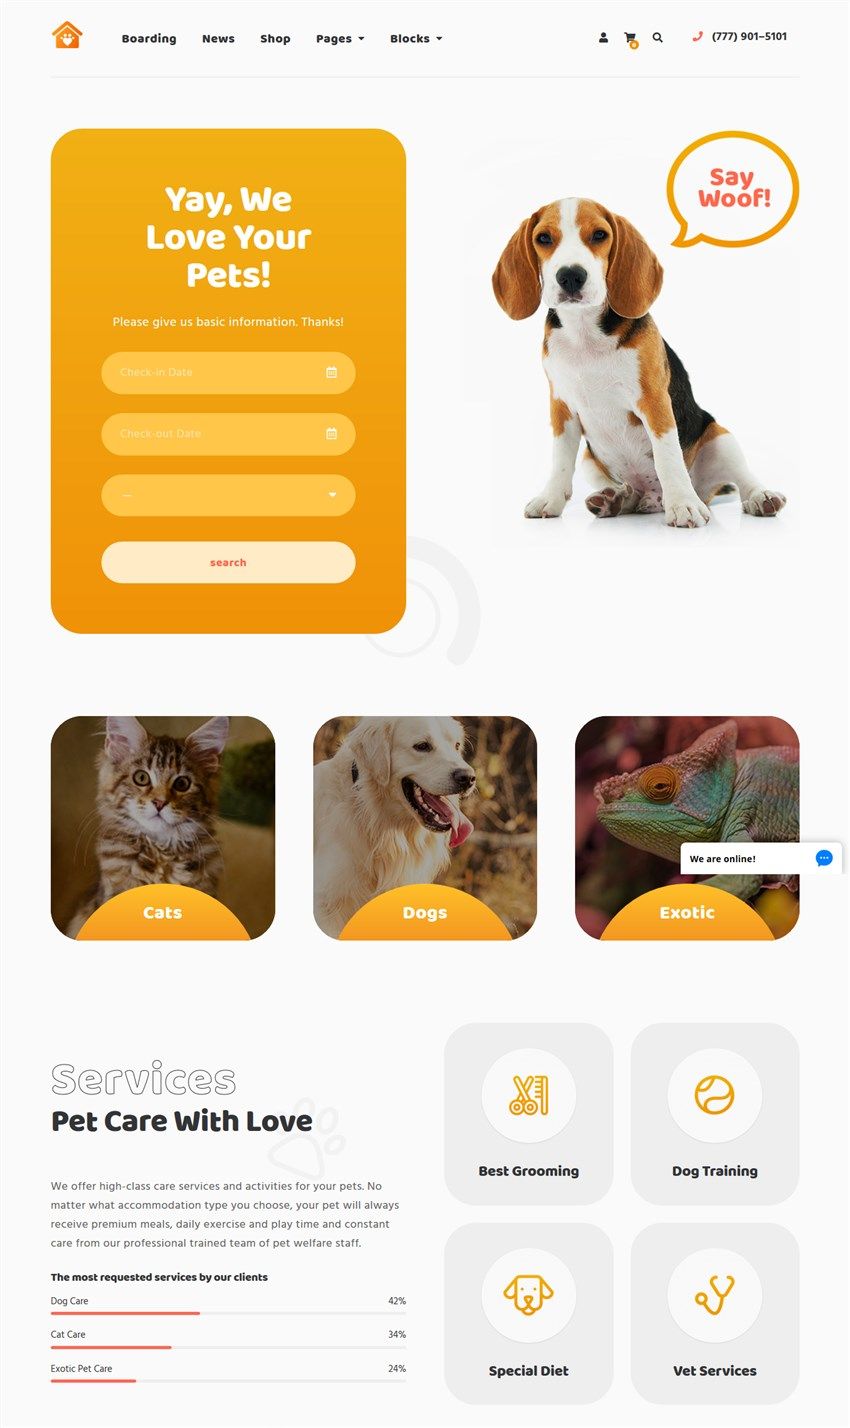 Boarding
News
Shop
Pages
Blocks
0
(777) 901–5101
Yay, We
Love Your
Pets!
Please give us basic information. Thanks!
Check-in Date
Check-out Date
—
search
Say
Woof!
Cats
Dogs
Exotic
We are online!
Services
Pet Care With Love
We offer high-class care services and activities for your pets. No
matter what accommodation type you choose, your pet will always
receive premium meals, daily exercise and play time and constant
care from our professional trained team of pet welfare staff.
The most requested services by our clients
Dog Care 42%
Cat Care 34%
Exotic Pet Care 24%
Best Grooming
Dog Training
Special Diet
Vet Services